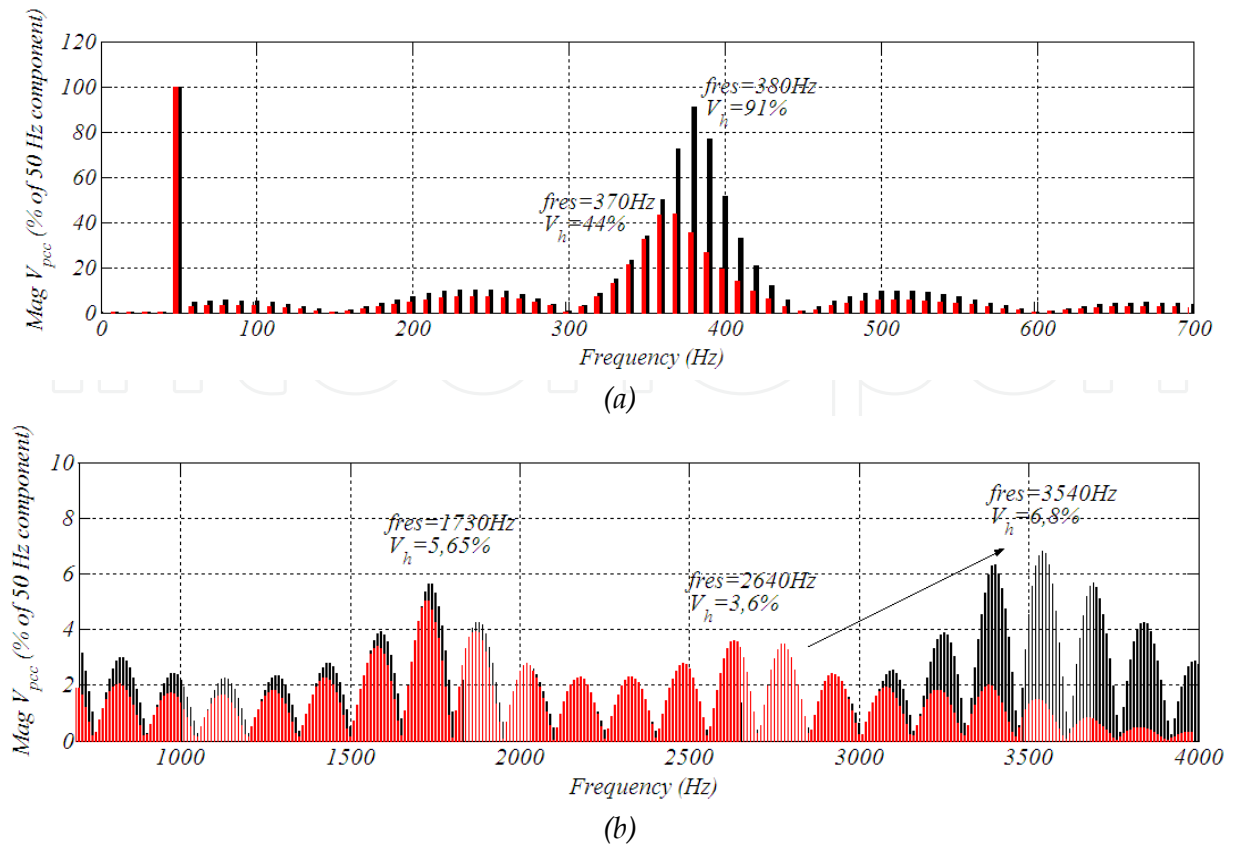 120
100
80
60
40
20
0
Mag V_pcc (% of 50 Hz component)
fres=380Hz
V_h=91%
fres=370Hz
V_h=44%
0 100 200 300 400 500 600 700
Frequency (Hz)
(a)
10
8
6
4
2
0
Mag V_pcc (% of 50 Hz component)
fres=1730Hz
V_h=5,65%
fres=2640Hz
V_h=3,6%
fres=3540Hz
V_h=6,8%
1000 1500 2000 2500 3000 3500 4000
Frequency (Hz)
(b)